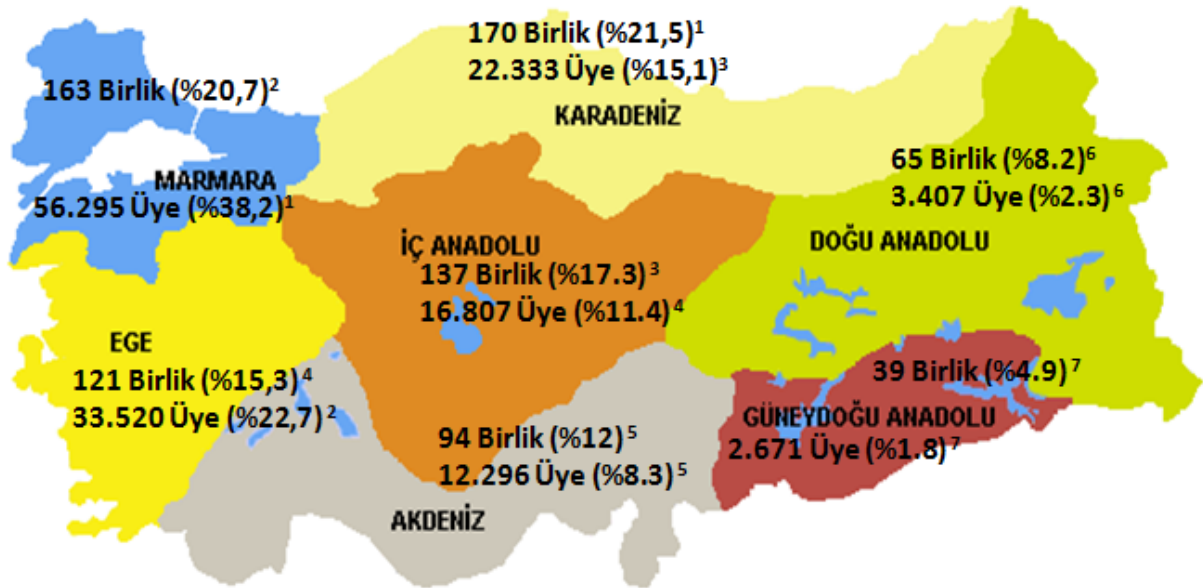 170 Birlik (%21,5)¹
22.333 Üye (%15,1)³
KARADENİZ
163 Birlik (%20,7)²
MARMARA
56.295 Üye (%38,2)¹
65 Birlik (%8.2)⁶
3.407 Üye (%2.3)⁶
DOĞU ANADOLU
İÇ ANADOLU
137 Birlik (%17.3)³
16.807 Üye (%11.4)⁴
EGE
121 Birlik (%15,3)⁴
33.520 Üye (%22,7)²
39 Birlik (%4.9)⁷
GÜNEYDOĞU ANADOLU
2.671 Üye (%1.8)⁷
94 Birlik (%12)⁵
12.296 Üye (%8.3)⁵
AKDENİZ